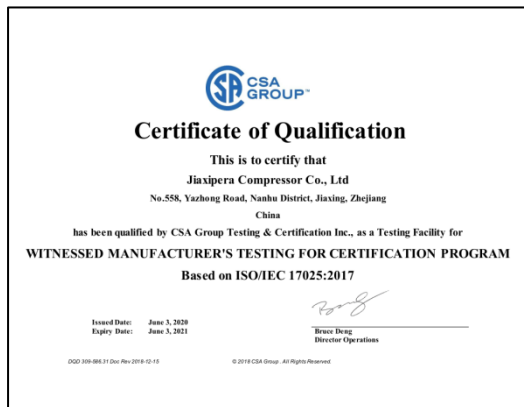 CSA
CSA
GROUP™
Certificate of Qualification
This is to certify that
Jiaxipera Compressor Co., Ltd
No.558, Yazhong Road, Nanhu District, Jiaxing, Zhejiang
China
has been qualified by CSA Group Testing & Certification Inc., as a Testing Facility for
WITNESSED MANUFACTURER'S TESTING FOR CERTIFICATION PROGRAM
Based on ISO/IEC 17025:2017
Issued Date: June 3, 2020
Expiry Date: June 3, 2021
Bruce Deng
Director Operations
DQD 309-586.31 Doc Rev 2018-12-15 © 2018 CSA Group. All Rights Reserved.